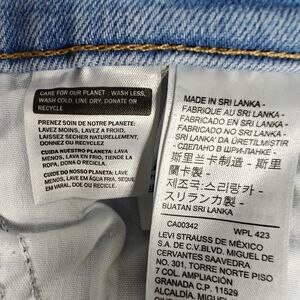 CARE FOR OUR PLANET : WASH LESS,
WASH COLD, LINE DRY, DONATE OR
RECYCLE
PRENEZ SOIN DE NOTRE PLANÈTE:
LAVEZ MOINS, LAVEZ A FROID,
LAISSEZ SECHER NATURELLEMENT,
DONNEZ OU RECYCLEZ
CUIDA NUESTRO PLANETA: LAVA
MENOS, LAVA EN FRIO, TIENDE LA
ROPA, DONA O RECICLA
CUIDE DO NOSSO PLANETA: LAVE
MENOS, LAVE EM ÁGUA FRIA, SEQUE
EM VARAL, DOE OU RECICLE.
MADE IN SRI LANKA -
FABRIQUE AU SRI LANKA -
FABRICADO EN SRI LANKA -
FABRICADO NO SRI LANKA -
SRI LANKA' DA ÜRETİLMİSTİR
- СДЕЛАНО В ШРИ-ЛАНКЕ -
斯里兰卡制造 - 斯里
蘭卡製 -
제조국:스리랑카 -
スリランカ製 -
BUATAN SRI LANKA
CA00342 WPL 423
LEVI STRAUSS DE MÉXICO
S.A. DE C.V.BLVD. MIGUEL DE
CERVANTES SAAVEDRA
NO. 301, TORRE NORTE PISO
7 COL. AMPLIACIÓN
GRANADA C.P. 11529
ALCALDÍA MIGUEL